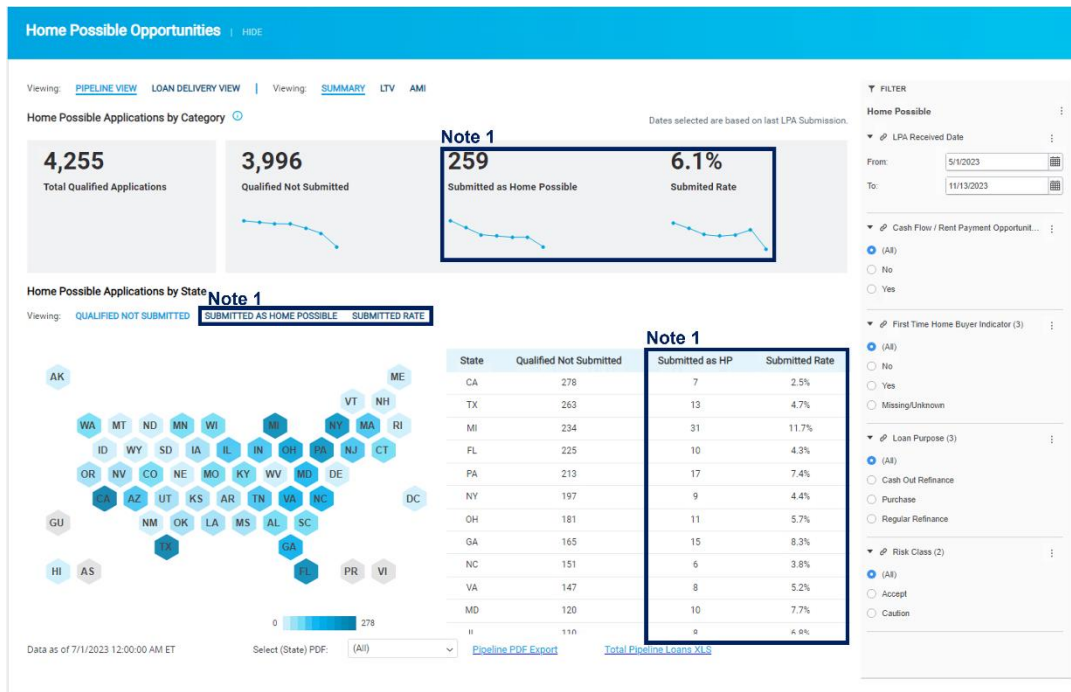 Home Possible Opportunities | HIDE
Viewing: PIPELINE VIEW LOAN DELIVERY VIEW | Viewing: SUMMARY LTV AMI
Home Possible Applications by Category
Dates selected are based on last LPA Submission.
Note 1
4,255
Total Qualified Applications
3,996
Qualified Not Submitted
259
Submitted as Home Possible
6.1%
Submited Rate
Home Possible Applications by State
Note 1
Viewing: QUALIFIED NOT SUBMITTED SUBMITTED AS HOME POSSIBLE SUBMITTED RATE
AK ME
VT NH
WA MT ND MN WI MI NY MA RI
ID WY SD IA IL IN OH PA NJ CT
OR NV CO NE MO KY WV MD DE
CA AZ UT KS AR TN VA NC DC
GU NM OK LA MS AL SC
TX GA
HI AS FL PR VI
0 278
Note 1
State Qualified Not Submitted Submitted as HP Submitted Rate
CA 278 7 2.5%
TX 263 13 4.7%
MI 234 31 11.7%
FL 225 10 4.3%
PA 213 17 7.4%
NY 197 9 4.4%
OH 181 11 5.7%
GA 165 15 8.3%
NC 151 6 3.8%
VA 147 8 5.2%
MD 120 10 7.7%
IL 110 8 6.8%
Data as of 7/1/2023 12:00:00 AM ET
Select (State) PDF: (All)
Pipeline PDF Export
Total Pipeline Loans XLS
FILTER
Home Possible
LPA Received Date
From: 5/1/2023
To: 11/13/2023
Cash Flow / Rent Payment Opportunit...
(All)
No
Yes
First Time Home Buyer Indicator (3)
(All)
No
Yes
Missing/Unknown
Loan Purpose (3)
(All)
Cash Out Refinance
Purchase
Regular Refinance
Risk Class (2)
(All)
Accept
Caution